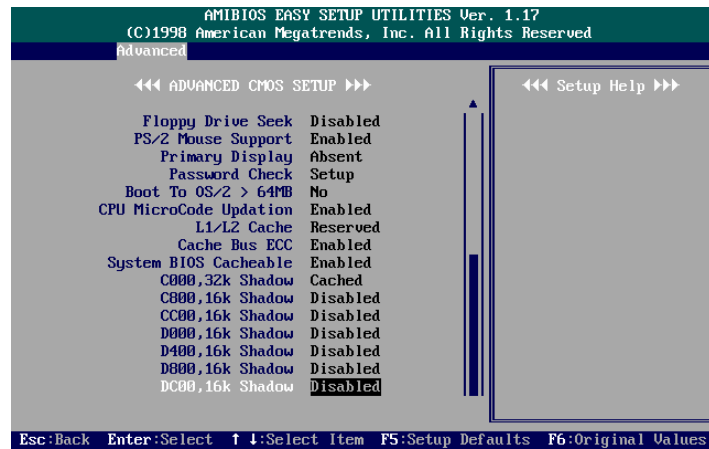 AMIBIOS EASY SETUP UTILITIES Ver. 1.17
(C)1998 American Megatrends, Inc. All Rights Reserved
Advanced
ADVANCED CMOS SETUP
Setup Help
Floppy Drive Seek Disabled
PS/2 Mouse Support Enabled
Primary Display Absent
Password Check Setup
Boot To OS/2 > 64MB No
CPU MicroCode Updation Enabled
L1/L2 Cache Reserved
Cache Bus ECC Enabled
System BIOS Cacheable Enabled
C000,32k Shadow Cached
C800,16k Shadow Disabled
CC00,16k Shadow Disabled
D000,16k Shadow Disabled
D400,16k Shadow Disabled
D800,16k Shadow Disabled
DC00,16k Shadow Disabled
Esc:Back Enter:Select ↑ ↓:Select Item F5:Setup Defaults F6:Original Values